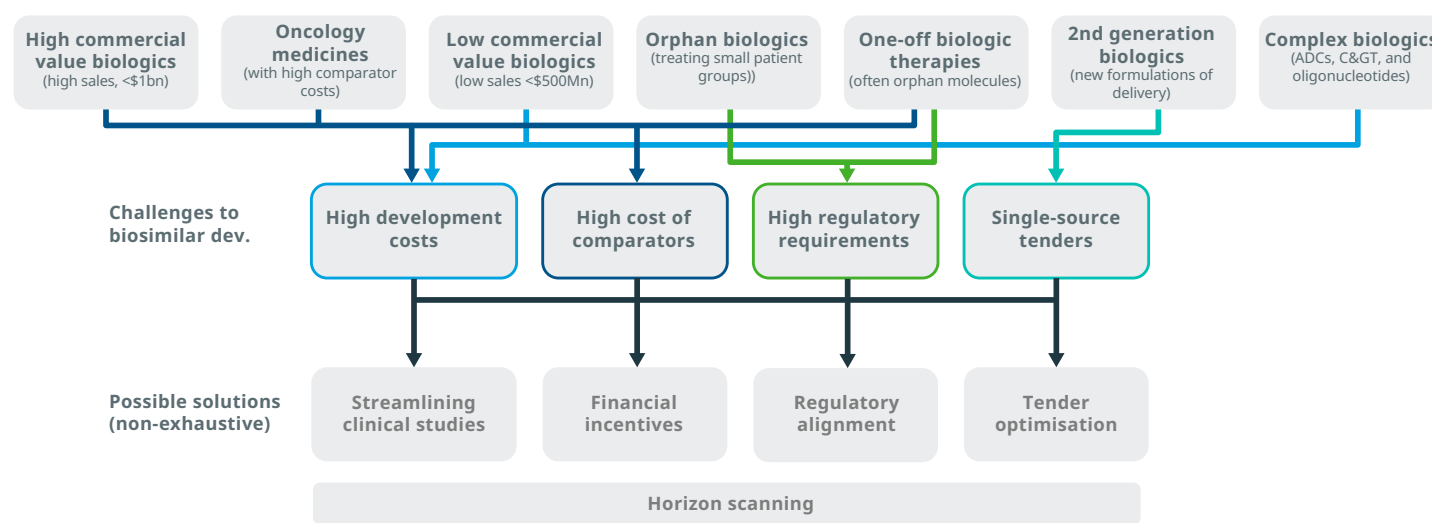 High commercial
value biologics
(high sales, <$1bn)
Oncology
medicines
(with high comparator
costs)
Low commercial
value biologics
(low sales <$500Mn)
Orphan biologics
(treating small patient
groups))
One-off biologic
therapies
(often orphan molecules)
2nd generation
biologics
(new formulations of
delivery)
Complex biologics
(ADCs, C&GT, and
oligonucleotides)
Challenges to
biosimilar dev.
High development
costs
High cost of
comparators
High regulatory
requirements
Single-source
tenders
Possible solutions
(non-exhaustive)
Streamlining
clinical studies
Financial
incentives
Regulatory
alignment
Tender
optimisation
Horizon scanning